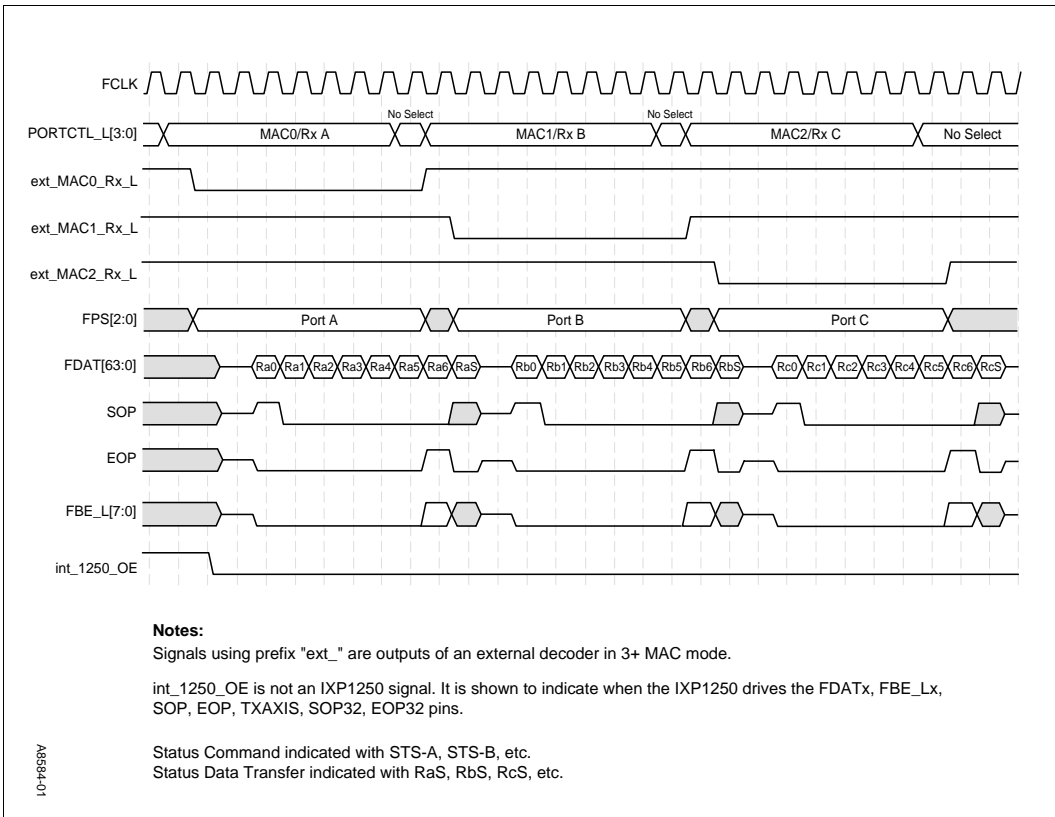 FCLK
No Select No Select
PORTCTL_L[3:0] MAC0/Rx A MAC1/Rx B MAC2/Rx C No Select
ext_MAC0_Rx_L
ext_MAC1_Rx_L
ext_MAC2_Rx_L
FPS[2:0] Port A Port B Port C
FDAT[63:0] Ra0 Ra1 Ra2 Ra3 Ra4 Ra5 Ra6 RaS Rb0 Rb1 Rb2 Rb3 Rb4 Rb5 Rb6 RbS Rc0 Rc1 Rc2 Rc3 Rc4 Rc5 Rc6 RcS
SOP
EOP
FBE_L[7:0]
int_1250_OE
Notes:
Signals using prefix "ext_" are outputs of an external decoder in 3+ MAC mode.
int_1250_OE is not an IXP1250 signal. It is shown to indicate when the IXP1250 drives the FDATx, FBE_Lx,
SOP, EOP, TXAXIS, SOP32, EOP32 pins.
Status Command indicated with STS-A, STS-B, etc.
Status Data Transfer indicated with RaS, RbS, RcS, etc.
A8584-01